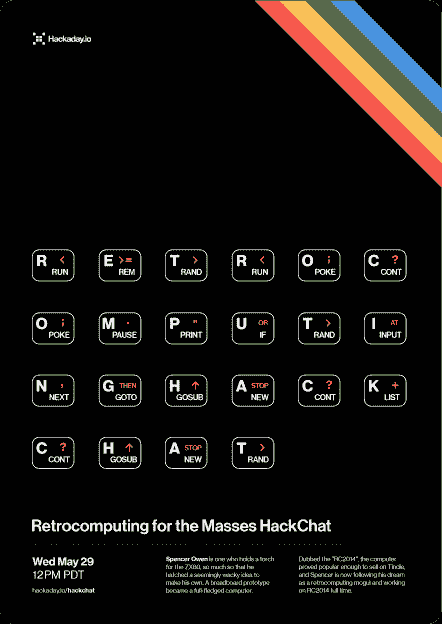 Hackaday.io
R < RUN E >= REM T > RAND R < RUN O ; POKE C ? CONT
O ; POKE M . PAUSE P " PRINT U OR IF T > RAND I AT INPUT
N , NEXT G THEN GOTO H ↑ GOSUB A STOP NEW C ? CONT K + LIST
C ? CONT H ↑ GOSUB A STOP NEW T > RAND
Retrocomputing for the Masses HackChat
Wed May 29
12PM PDT
hackaday.io/hackchat
Spencer Owen is one who holds a torch
for the ZX80, so much so that he
hatched a seemingly wacky idea to
make his own. A breadboard prototype
became a full-fledged computer.
Dubbed the "RC2014", the computer
proved popular enough to sell on Tindie,
and Spencer is now following his dream
as a retrocomputing mogul and working
on RC2014 full time.